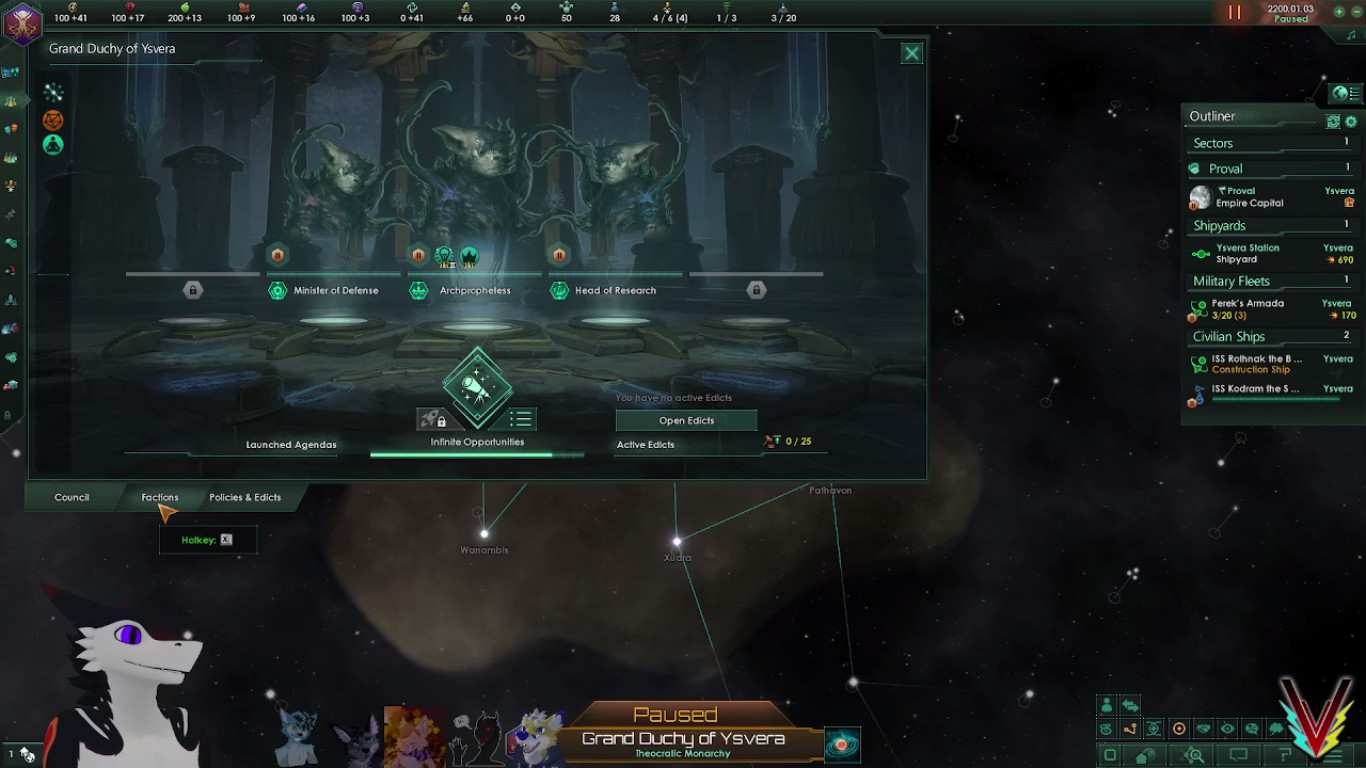 100 +41
100 +17
200 +13
100 +9
100 +16
100 +3
0 +41
+66
0 +0
50
28
4 / 6 (4)
1 / 3
3 / 20
2200.01.03
Paused
Grand Duchy of Ysvera
Minister of Defense
Archprophetess
Head of Research
You have no active Edicts
Open Edicts
Infinite Opportunities
Launched Agendas
Active Edicts
0 / 25
Council
Factions
Policies & Edicts
Hotkey: X
Outliner
Sectors
1
Proval
1
Proval
Ysvera
Empire Capital
Shipyards
1
Ysvera Station
Ysvera
Shipyard
690
Military Fleets
1
Perek's Armada
Ysvera
3/20 (3)
170
Civilian Ships
2
ISS Rothnak the B ...
Ysvera
Construction Ship
ISS Kodram the S ...
Ysvera
Pathavon
Wanambis
Xudra
1
Paused
Grand Duchy of Ysvera
Theocratic Monarchy
V